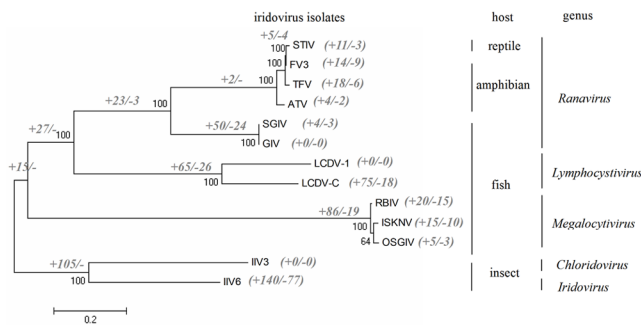 iridovirus isolates host genus
+5/-4
100 STIV (+11/-3) reptile
100 FV3 (+14/-9)
+2/-
TFV (+18/-6) amphibian
100 ATV (+4/-2) Ranavirus
+23/-3
100
+50/-24 SGIV (+4/-3)
100 GIV (+0/-0)
+27/-
100
+65/-26 LCDV-1 (+0/-0) Lymphocystivirus
100 LCDV-C (+75/-18) fish
+15/-
+86/-19 RBIV (+20/-15)
100 ISKNV (+15/-10) Megalocytivirus
64 OSGIV (+5/-3)
+105/- IIV3 (+0/-0) Chloridovirus
100 IIV6 (+140/-77) insect Iridovirus
0.2